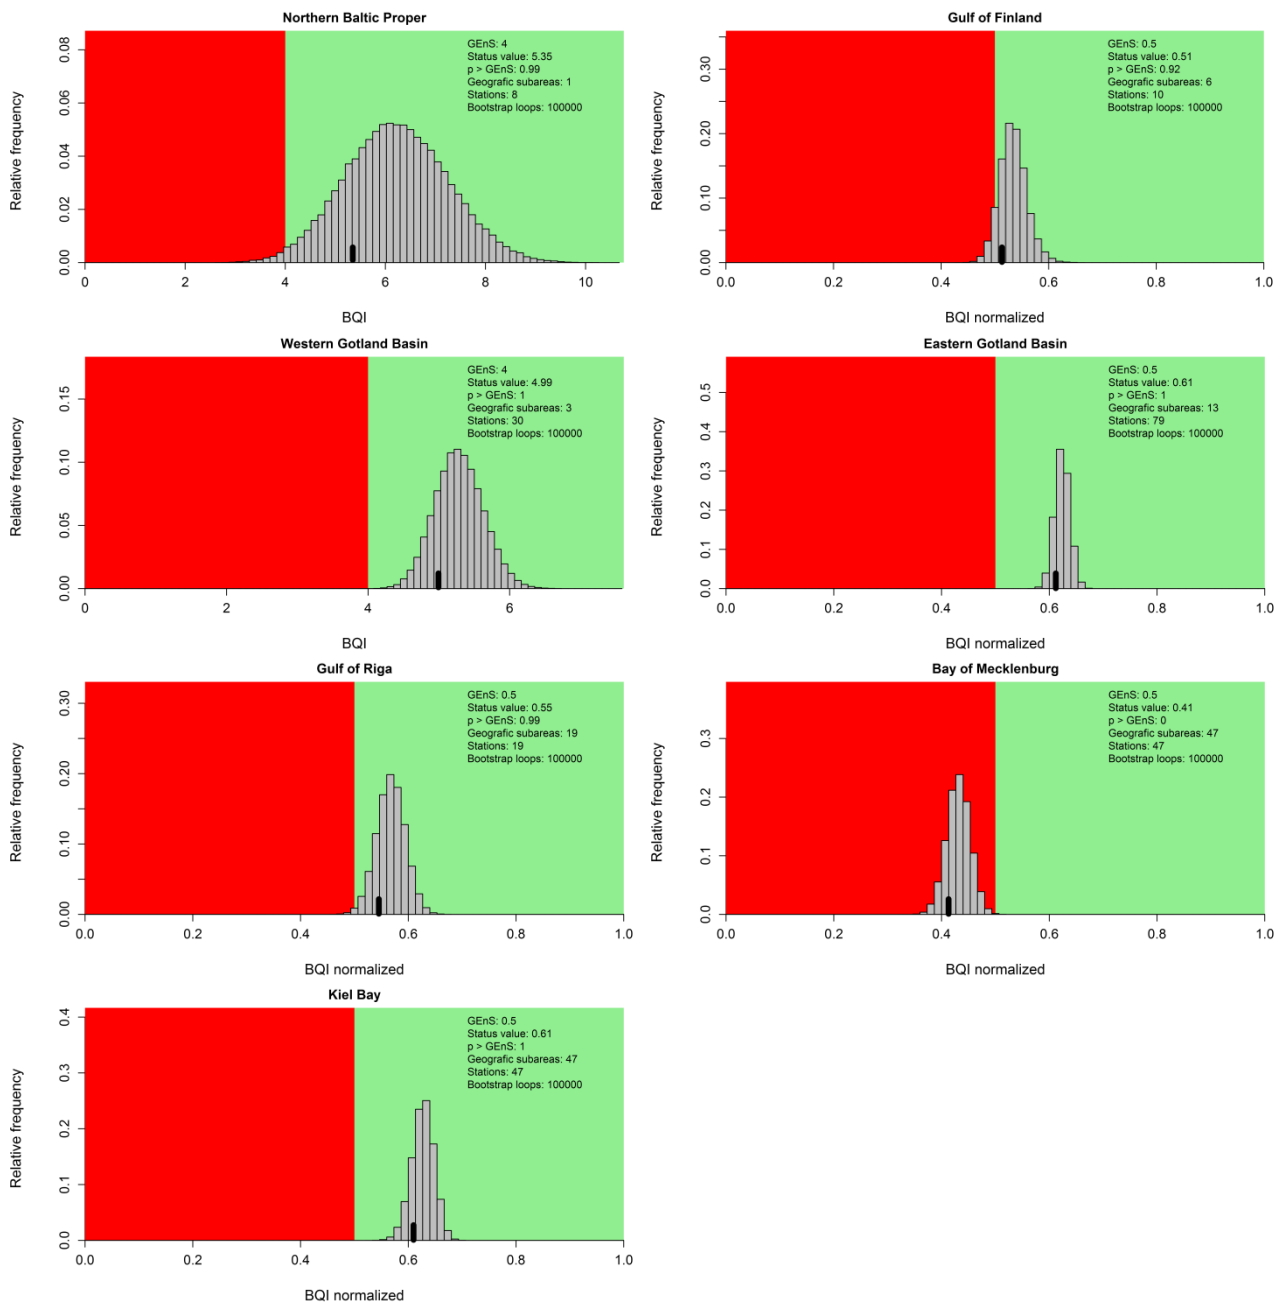 Northern Baltic Proper
GEnS: 4
Status value: 5.35
p > GEnS: 0.99
Geografic subareas: 1
Stations: 8
Bootstrap loops: 100000
Relative frequency
0.08
0.06
0.04
0.02
0.00
0 2 4 6 8 10
BQI
Gulf of Finland
GEnS: 0.5
Status value: 0.51
p > GEnS: 0.92
Geografic subareas: 6
Stations: 10
Bootstrap loops: 100000
Relative frequency
0.30
0.20
0.10
0.00
0.0 0.2 0.4 0.6 0.8 1.0
BQI normalized
Western Gotland Basin
GEnS: 4
Status value: 4.99
p > GEnS: 1
Geografic subareas: 3
Stations: 30
Bootstrap loops: 100000
Relative frequency
0.15
0.10
0.05
0.00
0 2 4 6
BQI
Eastern Gotland Basin
GEnS: 0.5
Status value: 0.61
p > GEnS: 1
Geografic subareas: 13
Stations: 79
Bootstrap loops: 100000
Relative frequency
0.5
0.4
0.3
0.2
0.1
0.0
0.0 0.2 0.4 0.6 0.8 1.0
BQI normalized
Gulf of Riga
GEnS: 0.5
Status value: 0.55
p > GEnS: 0.99
Geografic subareas: 19
Stations: 19
Bootstrap loops: 100000
Relative frequency
0.30
0.20
0.10
0.00
0.0 0.2 0.4 0.6 0.8 1.0
BQI normalized
Bay of Mecklenburg
GEnS: 0.5
Status value: 0.41
p > GEnS: 0
Geografic subareas: 47
Stations: 47
Bootstrap loops: 100000
Relative frequency
0.3
0.2
0.1
0.0
0.0 0.2 0.4 0.6 0.8 1.0
BQI normalized
Kiel Bay
GEnS: 0.5
Status value: 0.61
p > GEnS: 1
Geografic subareas: 47
Stations: 47
Bootstrap loops: 100000
Relative frequency
0.4
0.3
0.2
0.1
0.0
0.0 0.2 0.4 0.6 0.8 1.0
BQI normalized